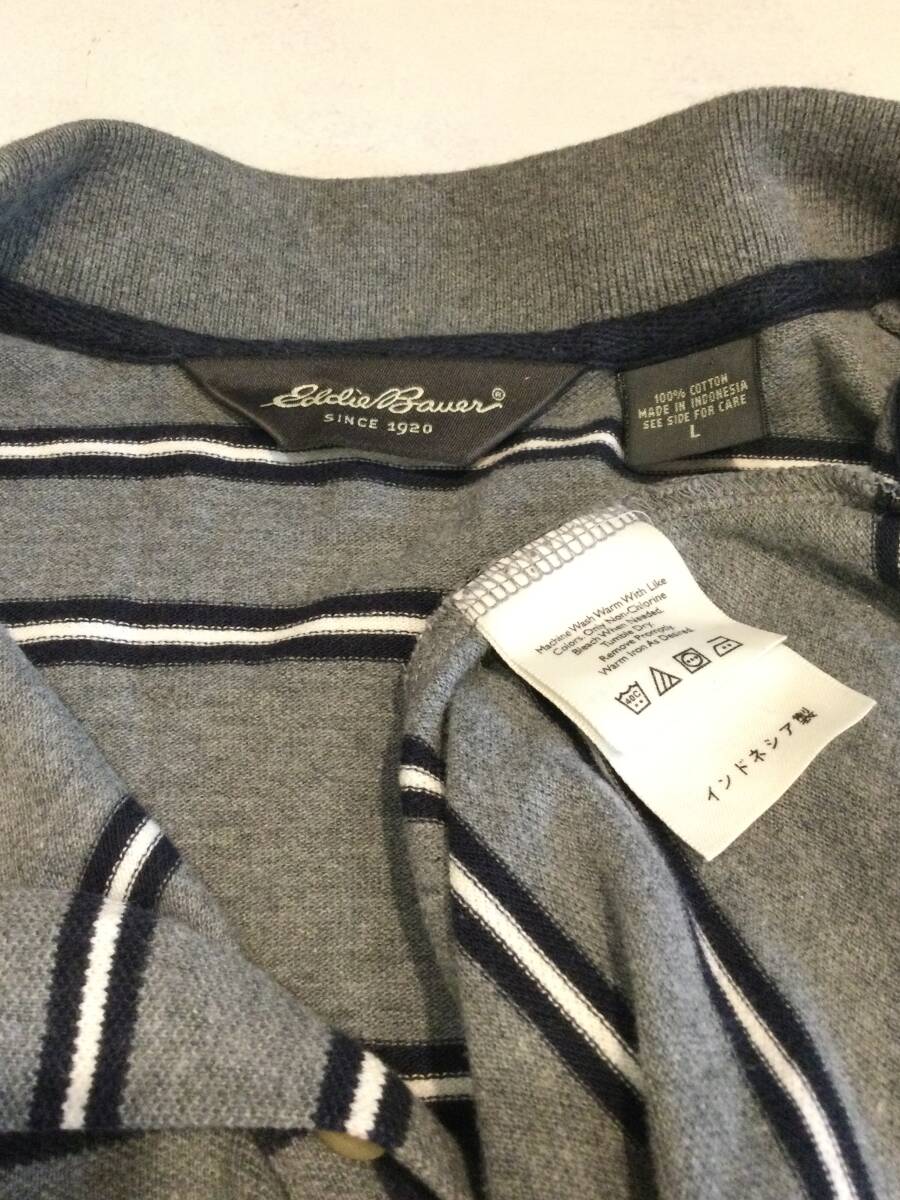 Eddie Bauer®
SINCE 1920
100% COTTON
MADE IN INDONESIA
SEE SIDE FOR CARE
L
Machine Wash Warm With Like
Colors. Only Non-Chlorine
Bleach When Needed.
Tumble Dry.
Remove Promptly.
Warm Iron As Desired.
40C
インドネシア製